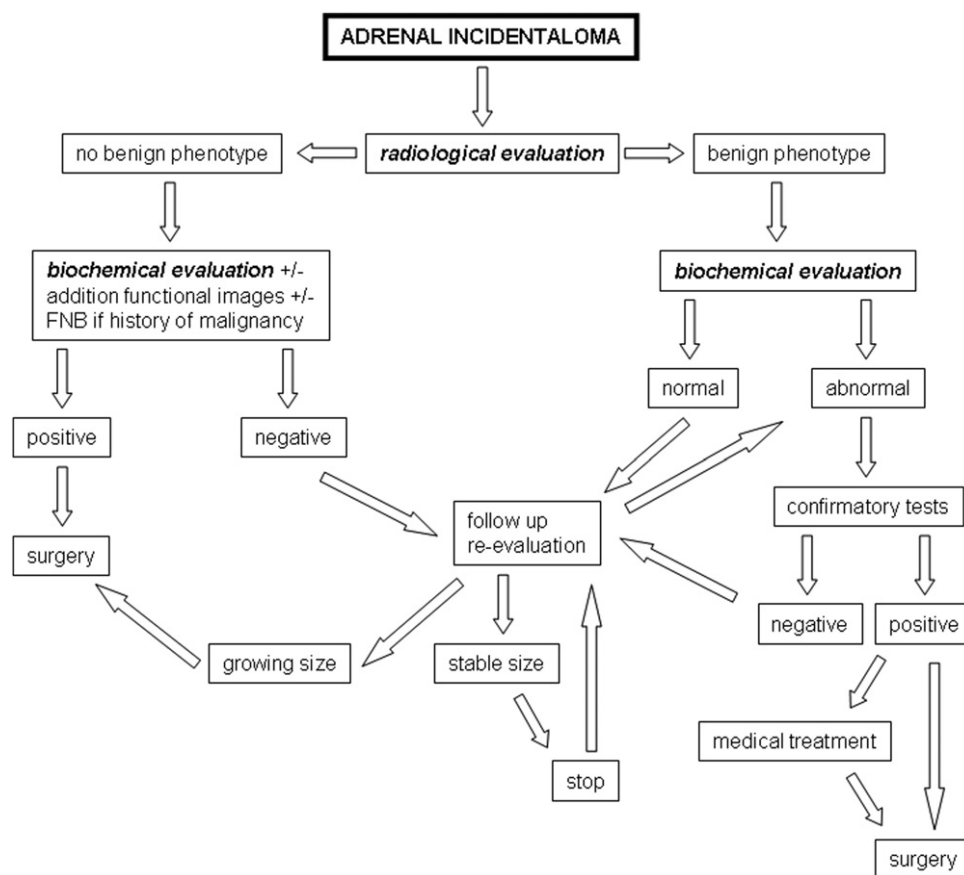 ADRENAL INCIDENTALOMA
no benign phenotype
radiological evaluation
benign phenotype
biochemical evaluation +/-
addition functional images +/-
FNB if history of malignancy
biochemical evaluation
normal
abnormal
positive
negative
confirmatory tests
follow up
re-evaluation
surgery
negative
positive
growing size
stable size
medical treatment
stop
surgery